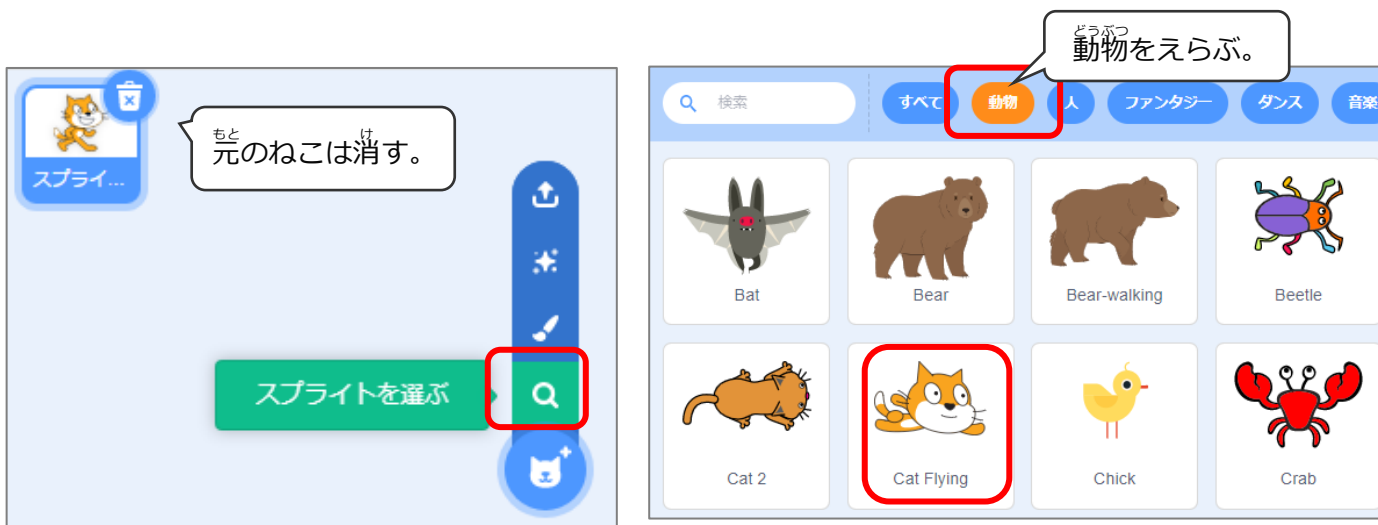 元のねこは消す。
もと
け
スプライ...
スプライトを選ぶ
どうぶつ
動物をえらぶ。
検索
すべて
動物
人
ファンタジー
ダンス
音楽
Bat
Bear
Bear-walking
Beetle
Cat 2
Cat Flying
Chick
Crab